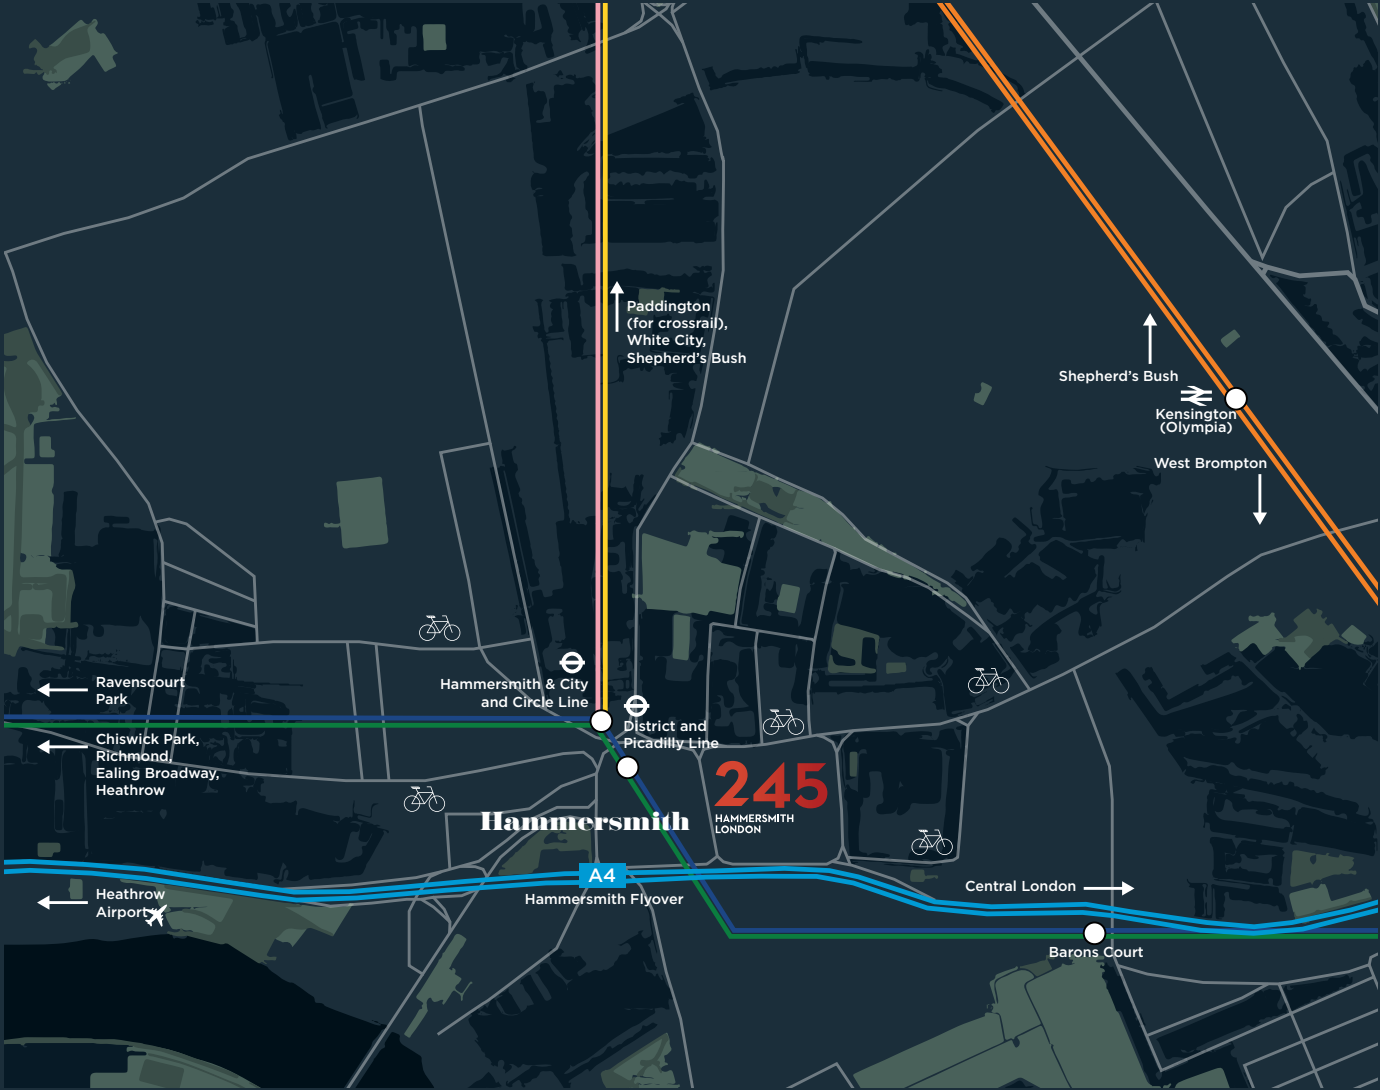 Paddington
(for crossrail),
White City,
Shepherd's Bush
Shepherd's Bush
Kensington
(Olympia)
West Brompton
Ravenscourt
Park
Hammersmith & City
and Circle Line
District and
Picadilly Line
Chiswick Park,
Richmond,
Ealing Broadway,
Heathrow
245
HAMMERSMITH
LONDON
Hammersmith
A4
Hammersmith Flyover
Central London
Heathrow
Airport
Barons Court